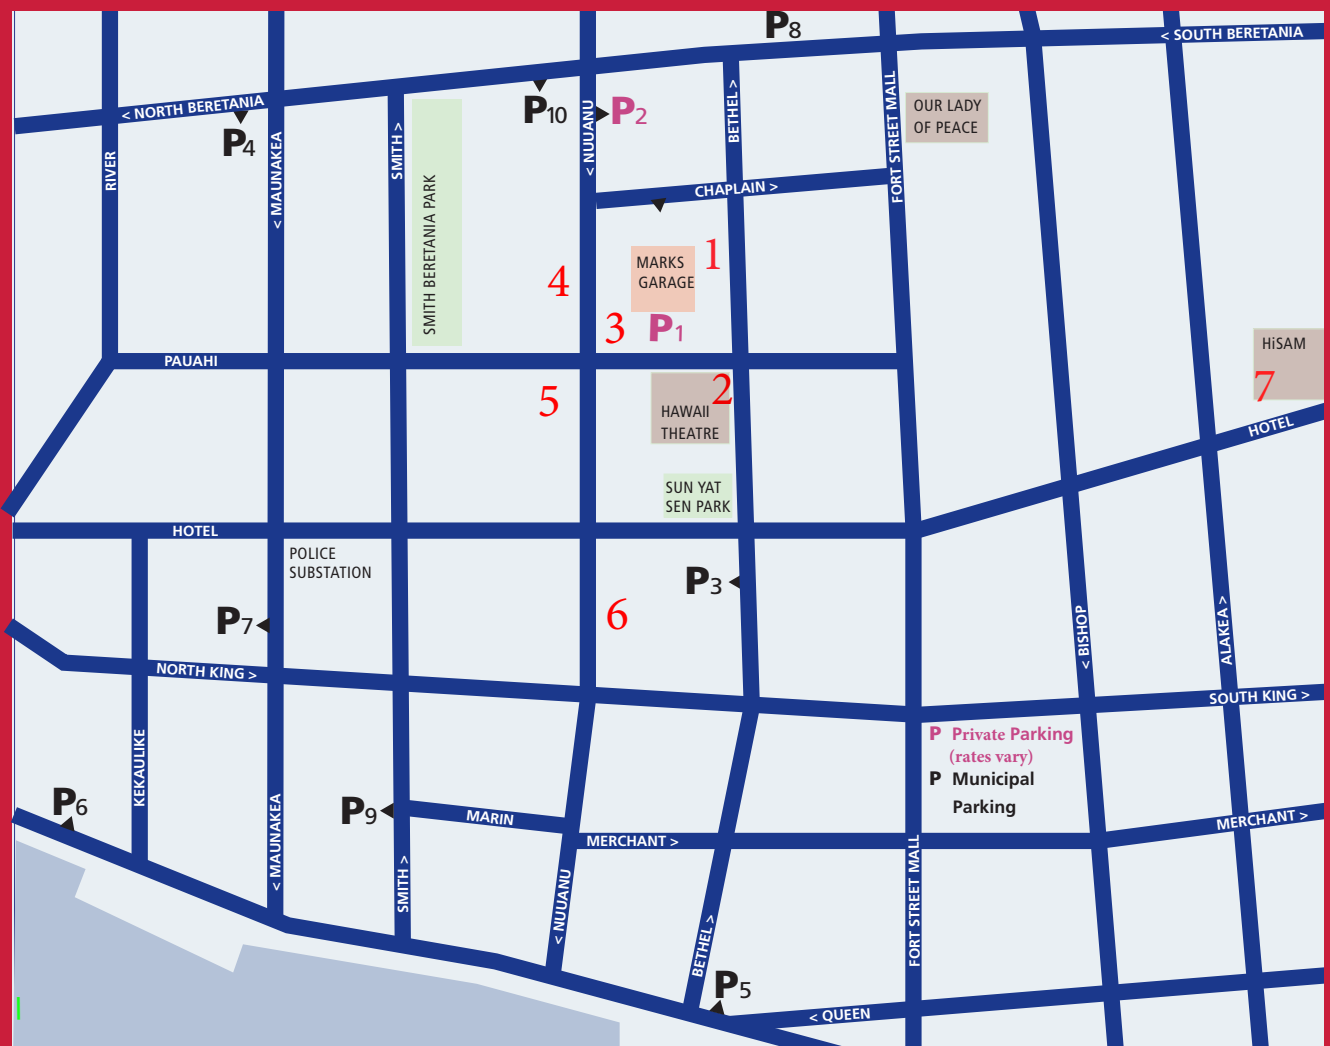 P8
< SOUTH BERETANIA
< NORTH BERETANIA
P10
P2
P4
RIVER
< MAUNAKEA
SMITH >
< NUUANU
BETHEL >
FORT STREET MALL
OUR LADY
OF PEACE
CHAPLAIN >
SMITH BERETANIA PARK
1
MARKS
GARAGE
4
3
P1
PAUAHI
HiSAM
7
2
5
HAWAII
THEATRE
HOTEL
SUN YAT
SEN PARK
HOTEL
POLICE
SUBSTATION
P3
P7
6
< BISHOP
ALAKEA >
NORTH KING >
SOUTH KING >
P Private Parking
(rates vary)
P Municipal
Parking
KEKAULIKE
P6
P9
MARIN
MERCHANT >
MERCHANT >
< MAUNAKEA
SMITH >
< NUUANU
BETHEL >
FORT STREET MALL
P5
< QUEEN